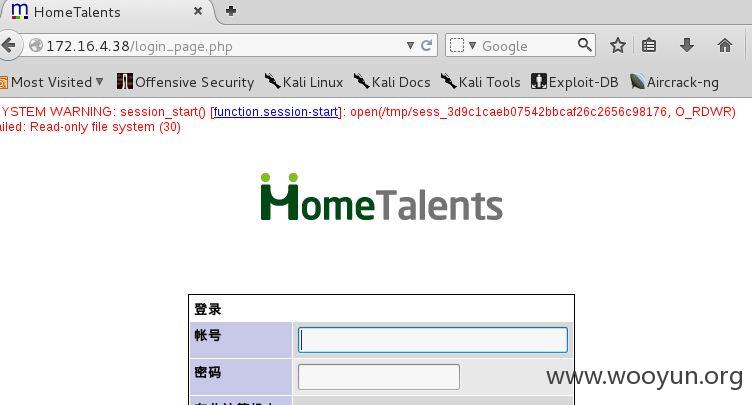 HomeTalents
172.16.4.38/login_page.php
Google
Most Visited
Offensive Security
Kali Linux
Kali Docs
Kali Tools
Exploit-DB
Aircrack-ng
YSTEM WARNING: session_start() [function.session-start]: open(/tmp/sess_3d9c1caeb07542bbcaf26c2656c98176, O_RDWR)
ailed: Read-only file system (30)
HomeTalents
登录
帐号
密码
www.wooyun.org